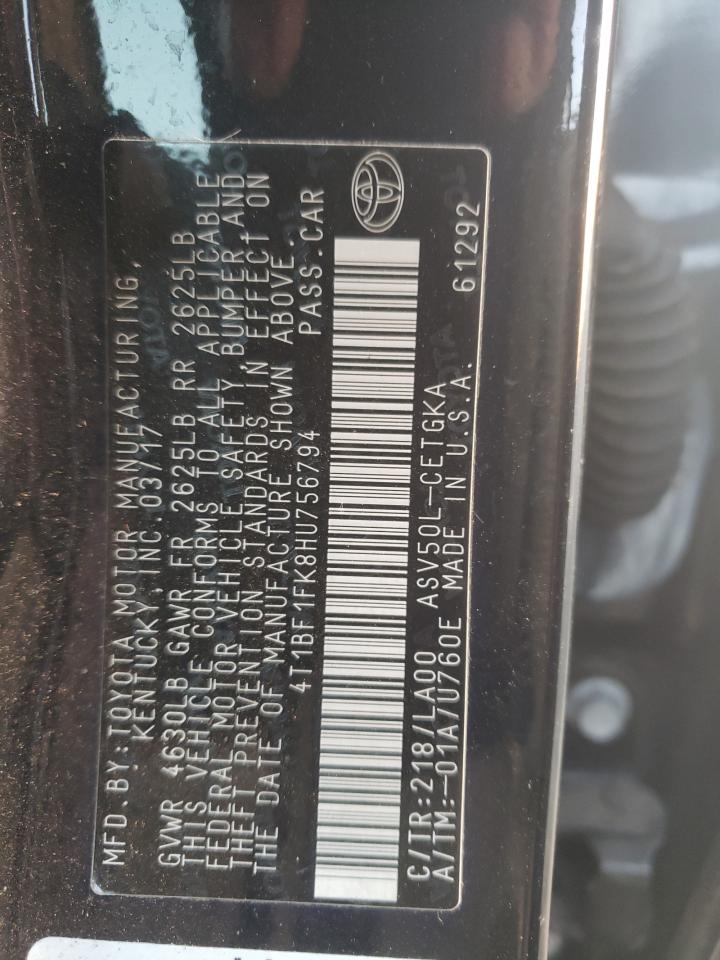 MFD.BY:TOYOTA MOTOR MANUFACTURING,
KENTUCKY, INC.03/17
GVWR 4630LB GAWR FR 2625LB RR 2625LB
THIS VEHICLE CONFORMS TO ALL APPLICABLE
FEDERAL MOTOR VEHICLE SAFETY, BUMPER, AND
THEFT PREVENTION STANDARDS IN EFFECT ON
THE DATE OF MANUFACTURE SHOWN ABOVE.
4T1BF1FK8HU756794 PASS.CAR
C/TR:218/LA00 ASV50L-CETGKA
A/TM:-01A/U760E MADE IN U.S.A. 61292